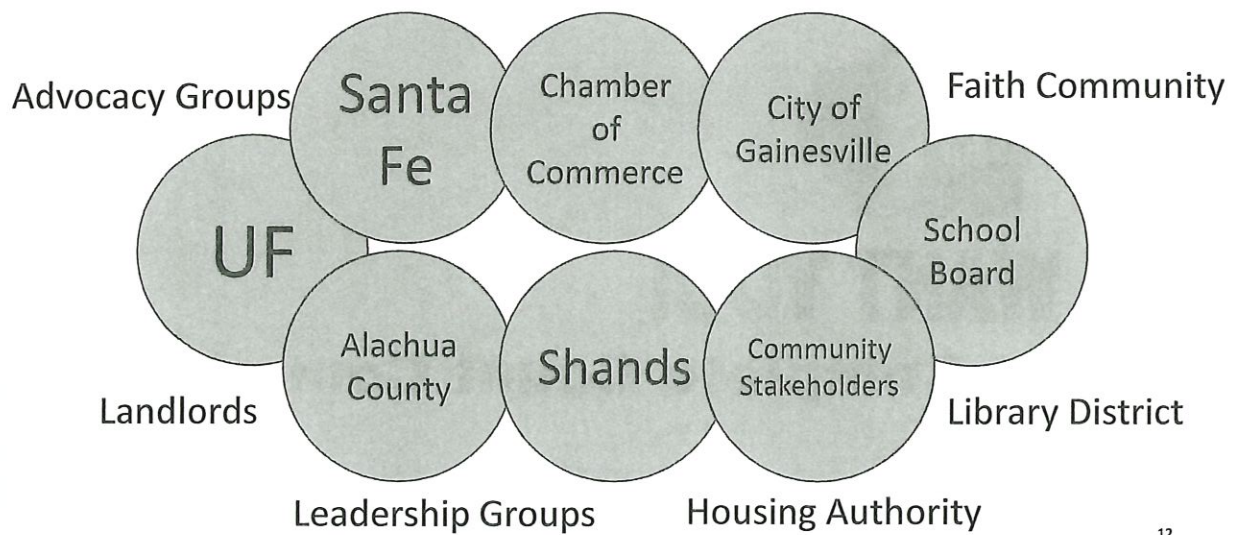 Advocacy Groups
Santa
Fe
Chamber
of
Commerce
City of
Gainesville
Faith Community
UF
School
Board
Alachua
County
Shands
Community
Stakeholders
Landlords
Library District
Leadership Groups
Housing Authority
12